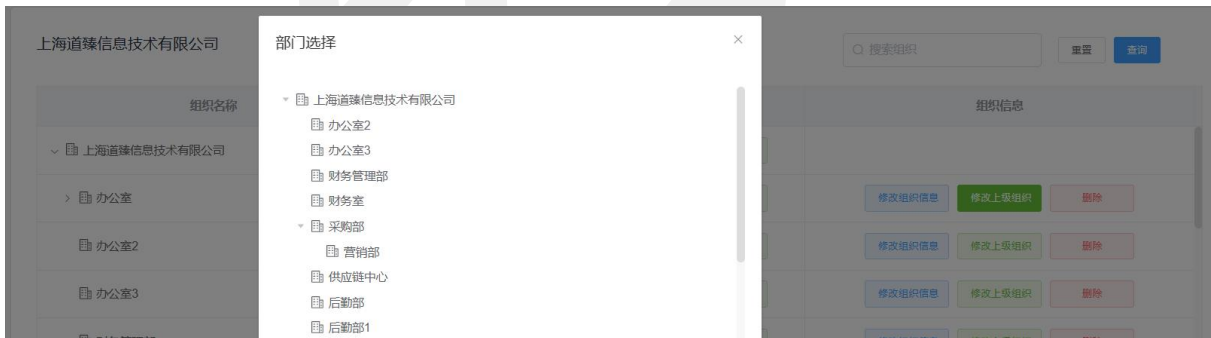 上海道臻信息技术有限公司
部门选择
搜索组织
重置
查询
组织名称
组织信息
上海道臻信息技术有限公司
上海道臻信息技术有限公司
办公室2
办公室3
财务管理部
财务室
采购部
营销部
供应链中心
后勤部
后勤部1
办公室
修改组织信息
修改上级组织
删除
办公室2
修改组织信息
修改上级组织
删除
办公室3
修改组织信息
修改上级组织
删除